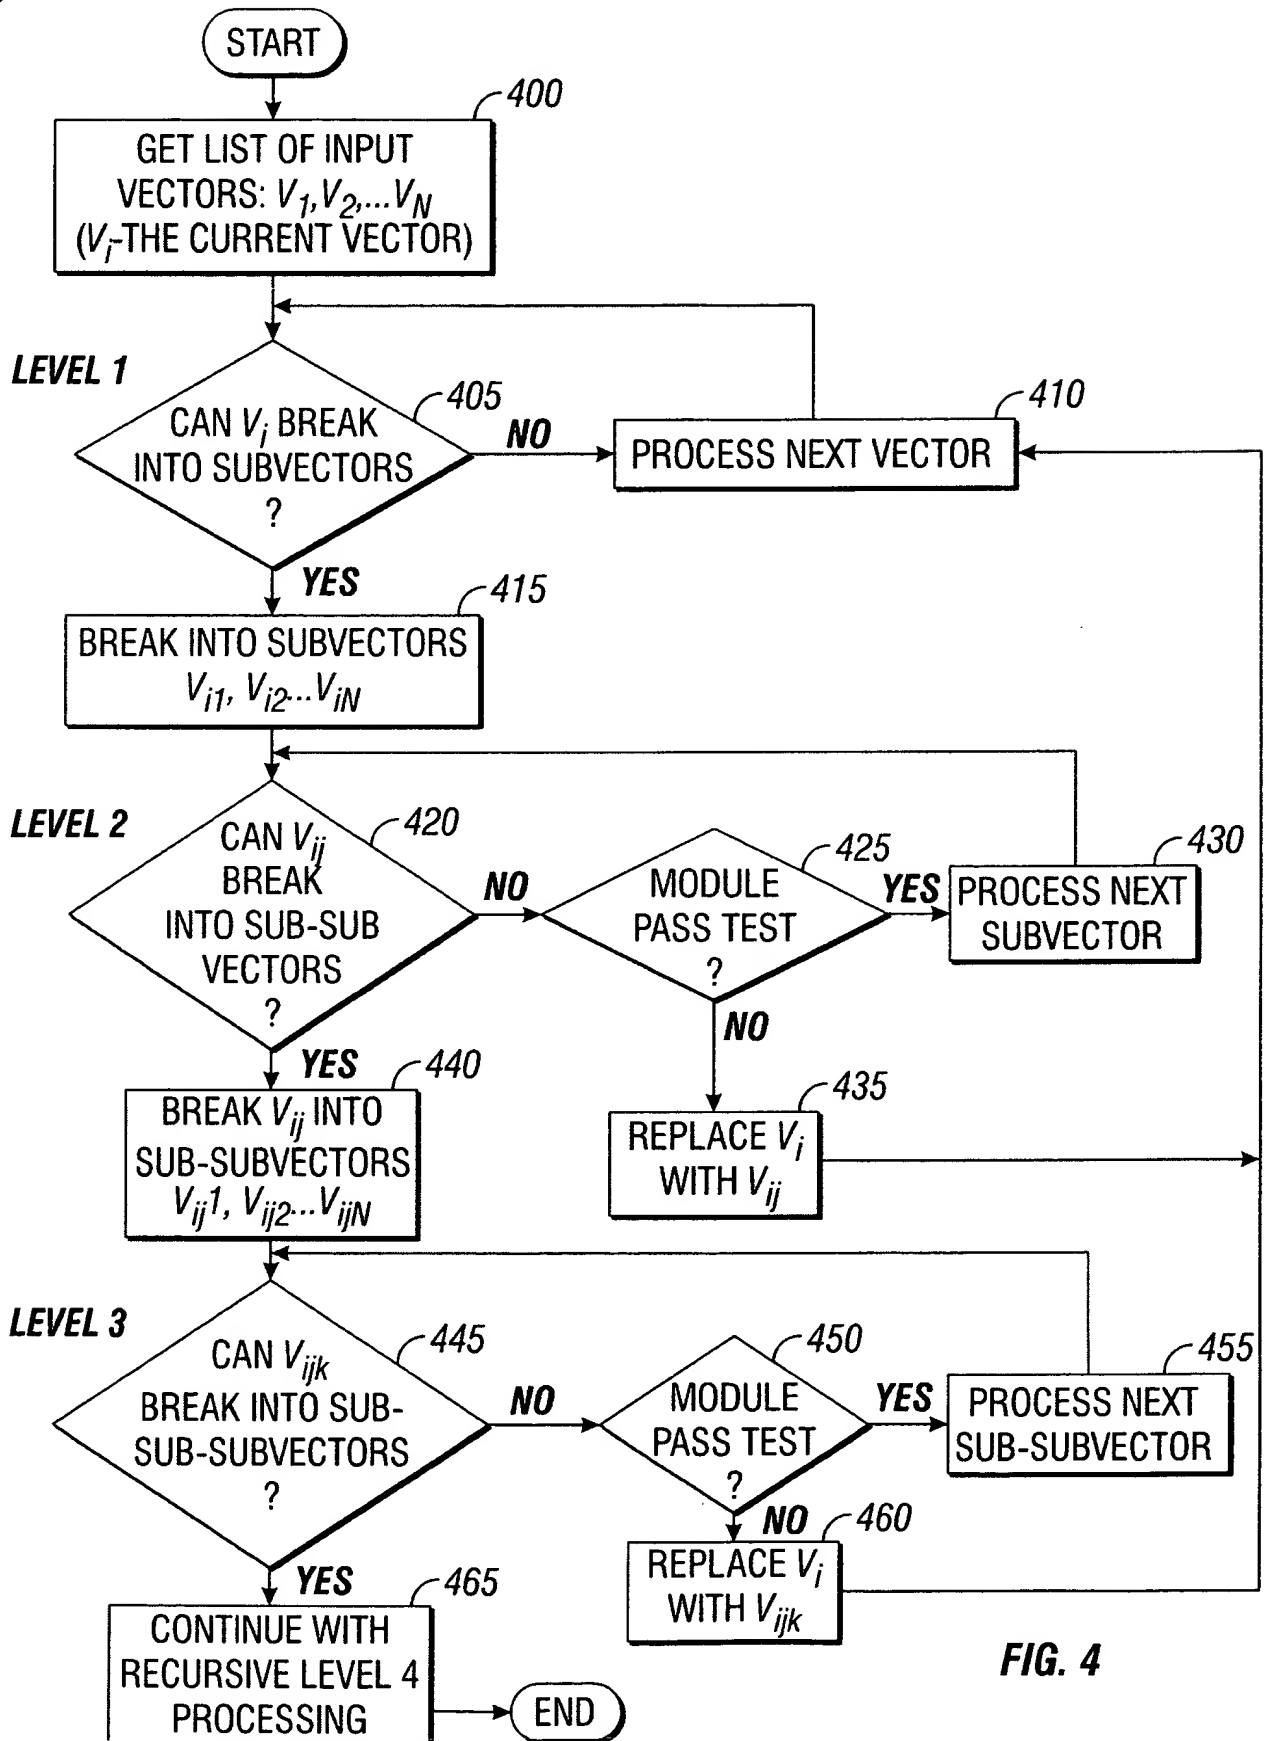 START
400
GET LIST OF INPUT
VECTORS: V1, V2,...VN
(Vi-THE CURRENT VECTOR)
LEVEL 1
405
CAN Vi BREAK
INTO SUBVECTORS
?
NO
410
PROCESS NEXT VECTOR
YES
415
BREAK INTO SUBVECTORS
Vi1, Vi2...ViN
LEVEL 2
420
CAN Vij
BREAK
INTO SUB-SUB
VECTORS
?
NO
425
MODULE
PASS TEST
?
YES
430
PROCESS NEXT
SUBVECTOR
NO
435
REPLACE Vi
WITH Vij
YES
440
BREAK Vij INTO
SUB-SUBVECTORS
Vij1, Vij2...VijN
LEVEL 3
445
CAN Vijk
BREAK INTO SUB-
SUB-SUBVECTORS
?
NO
450
MODULE
PASS TEST
?
YES
455
PROCESS NEXT
SUB-SUBVECTOR
NO
460
REPLACE Vi
WITH Vijk
YES
465
CONTINUE WITH
RECURSIVE LEVEL 4
PROCESSING
END
FIG. 4